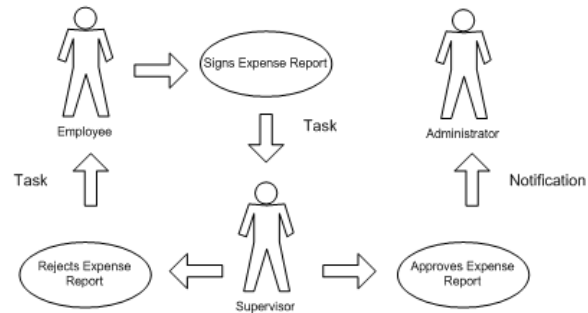 Signs Expense Report
Employee
Task
Administrator
Task
Notification
Rejects Expense
Report
Approves Expense
Report
Supervisor